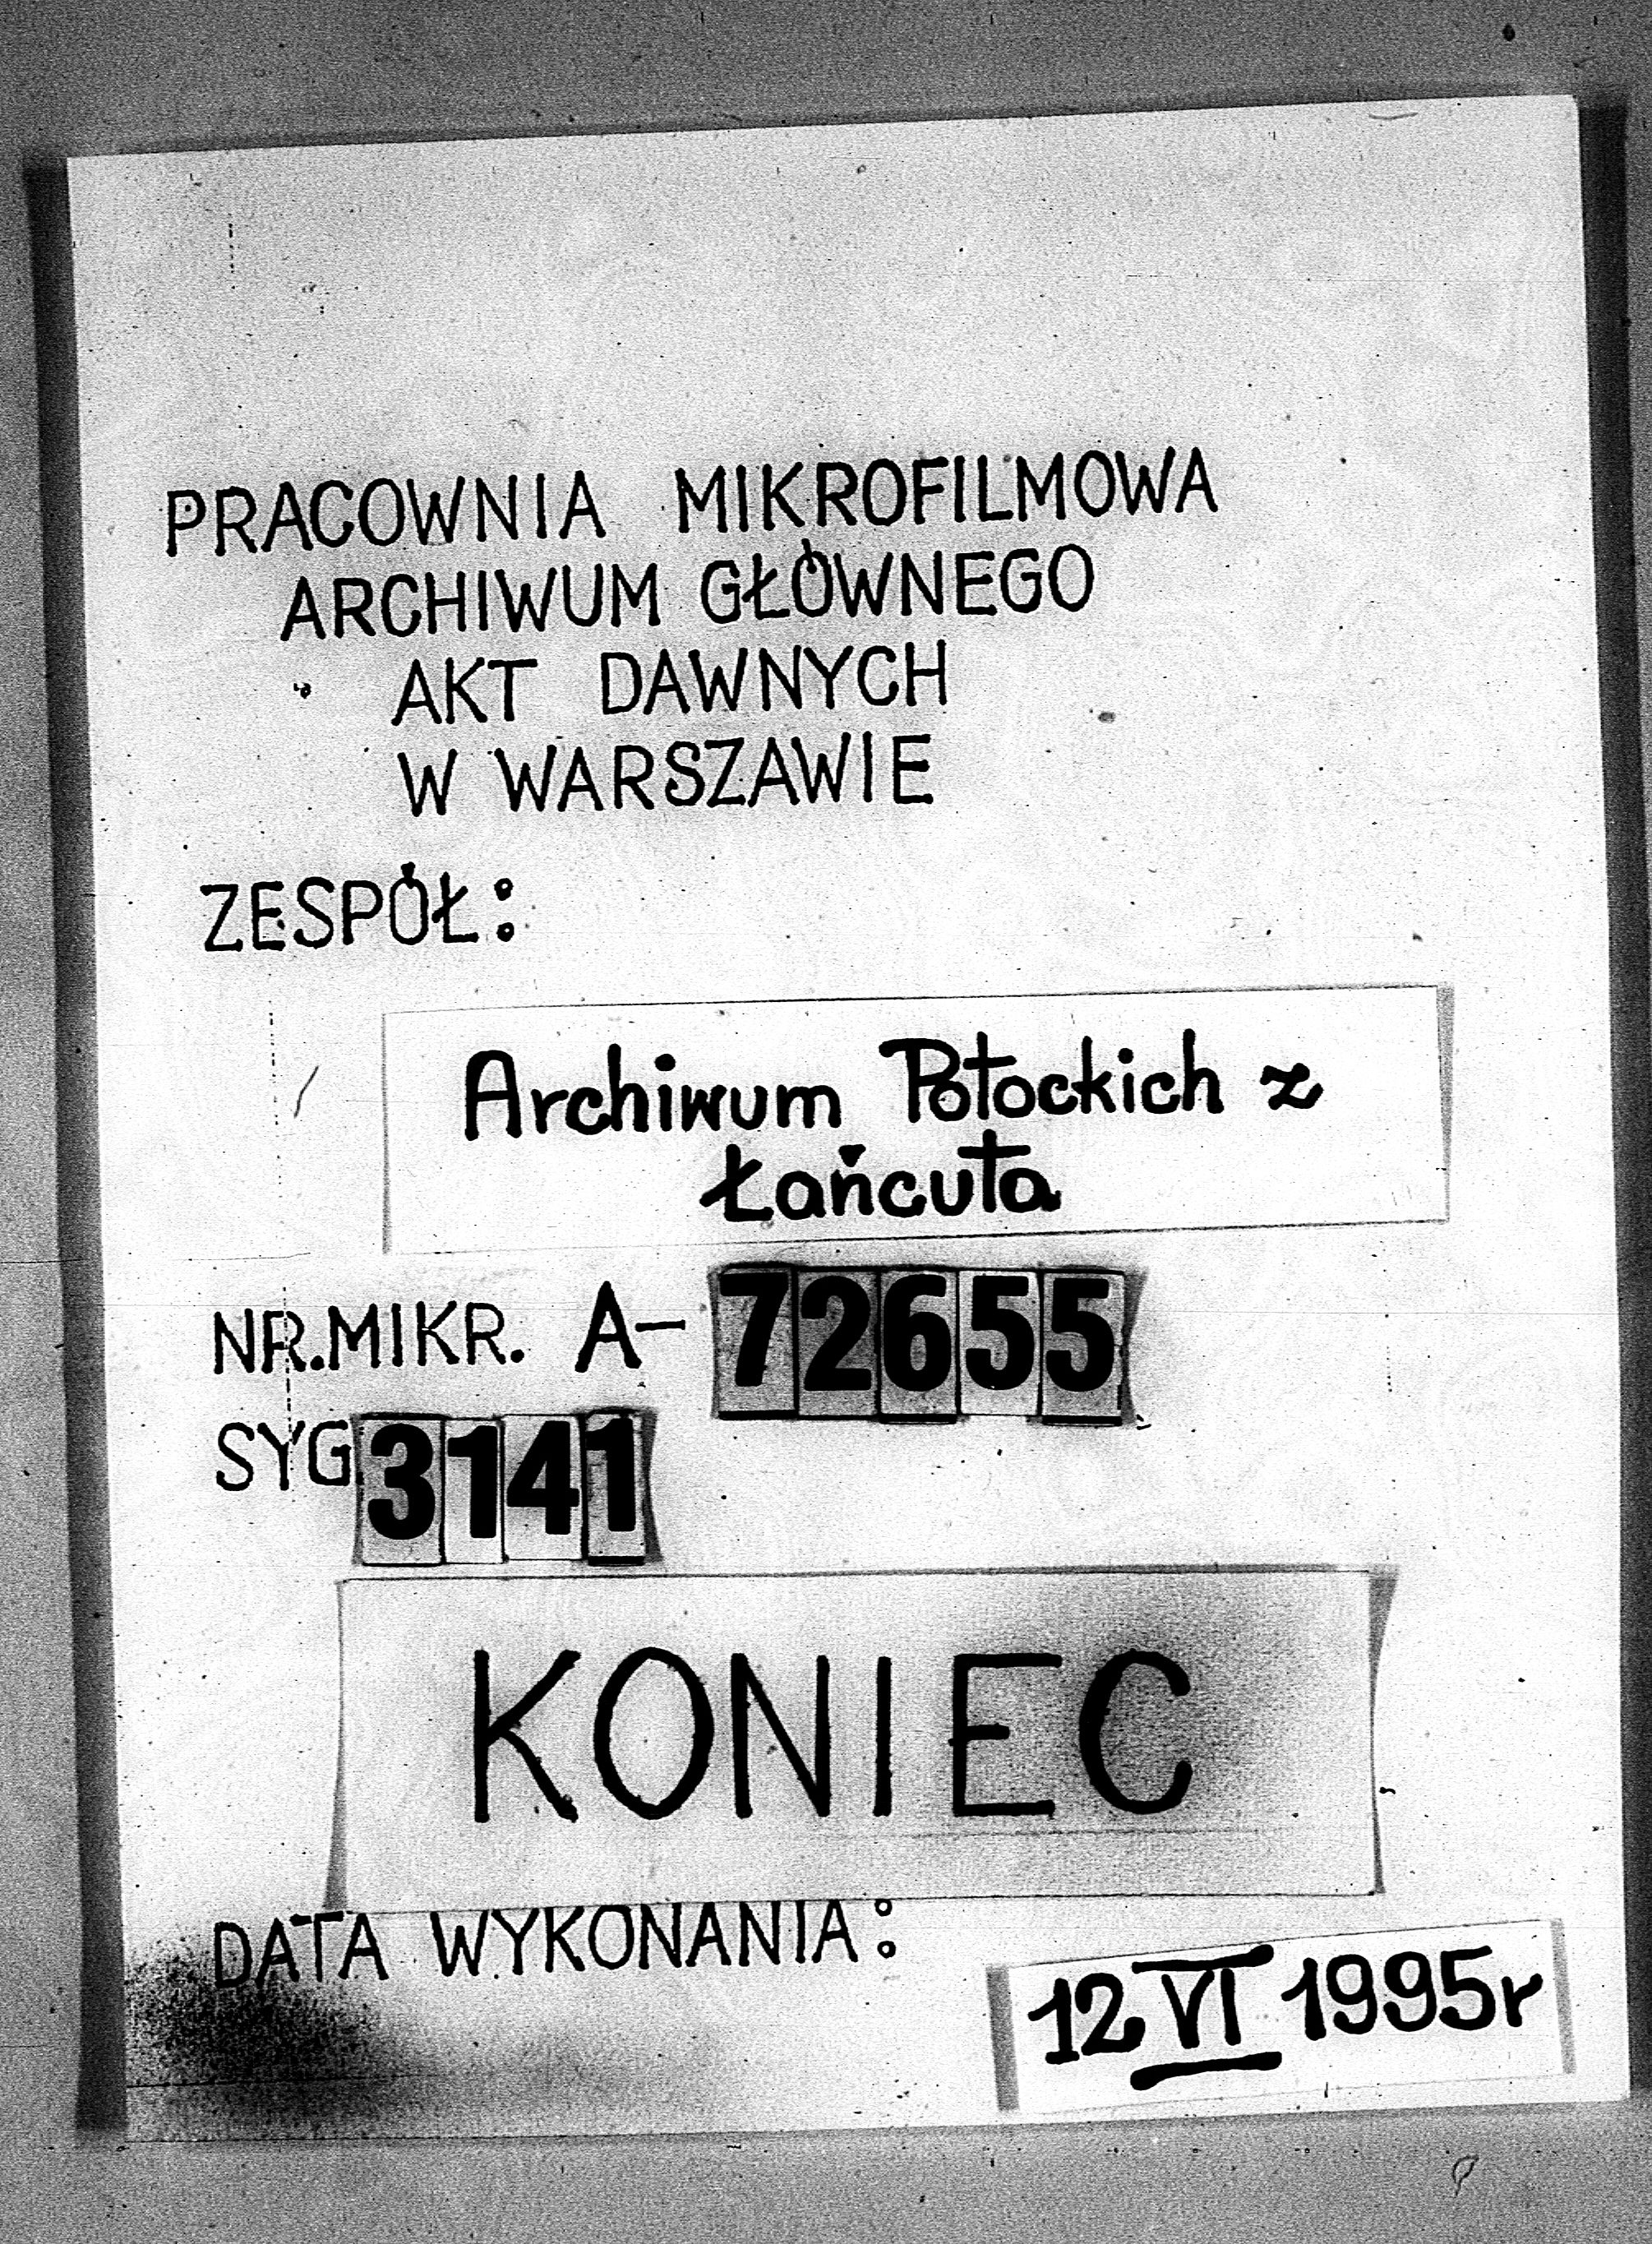 PRACOWNIA MIKROFILMOWA
ARCHIWUM GŁÓWNEGO
AKT DAWNYCH
W WARSZAWIE
ZESPÓŁ:
Archiwum Potockich z
Łańcuta
NR.MIKR. A- 72655
SYG 3141
KONIEC
DATA WYKONANIA:
12 VI 1995r